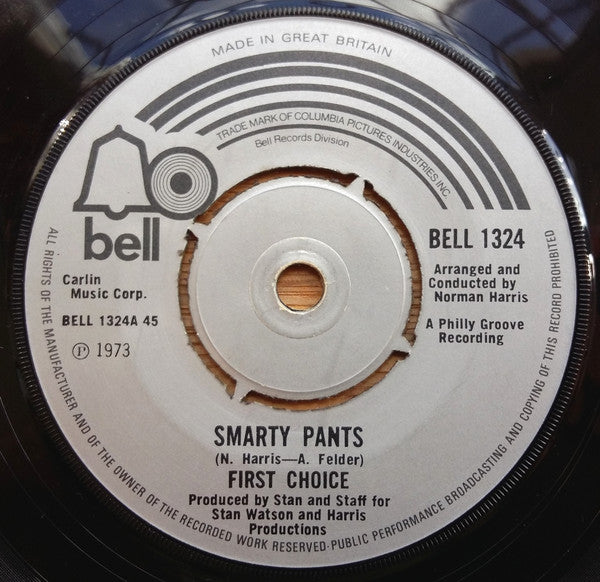 MADE IN GREAT BRITAIN
TRADE MARK OF COLUMBIA PICTURES INDUSTRIES INC
Bell Records Division
bell
BELL 1324
Carlin
Music Corp.
BELL 1324A 45
Ⓟ 1973
Arranged and
Conducted by
Norman Harris
A Philly Groove
Recording
SMARTY PANTS
(N. Harris—A. Felder)
FIRST CHOICE
Produced by Stan and Staff for
Stan Watson and Harris
Productions
ALL RIGHTS OF THE MANUFACTURER AND OF THE OWNER OF THE RECORDED WORK RESERVED·PUBLIC PERFORMANCE BROADCASTING AND COPYING OF THIS RECORD PROHIBITED